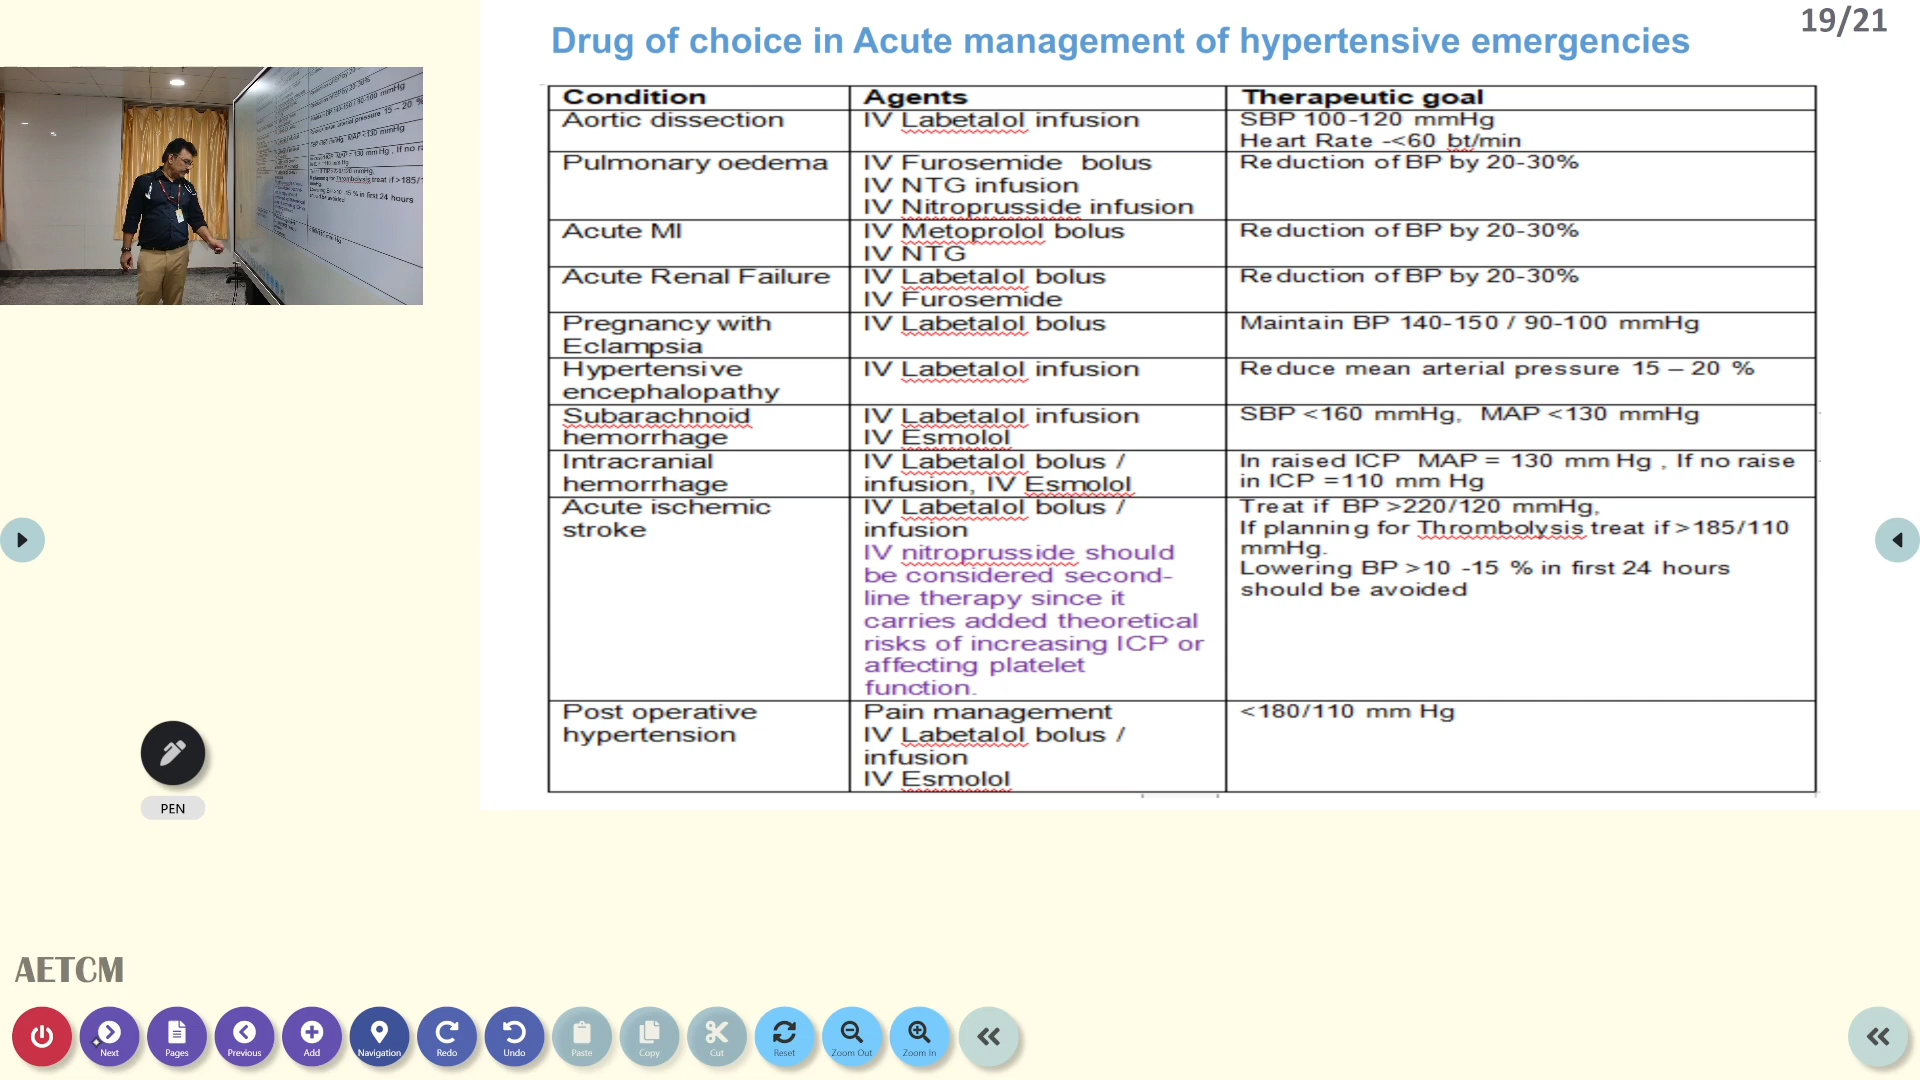 Drug of choice in Acute management of hypertensive emergencies
19/21
Condition
Agents
Therapeutic goal
Aortic dissection
IV Labetalol infusion
SBP 100-120 mmHg
Heart Rate -<60 bt/min
Pulmonary oedema
IV Furosemide bolus
IV NTG infusion
IV Nitroprusside infusion
Reduction of BP by 20-30%
Acute MI
IV Metoprolol bolus
IV NTG
Reduction of BP by 20-30%
Acute Renal Failure
IV Labetalol bolus
IV Furosemide
Reduction of BP by 20-30%
Pregnancy with
Eclampsia
IV Labetalol bolus
Maintain BP 140-150 / 90-100 mmHg
Hypertensive
encephalopathy
IV Labetalol infusion
Reduce mean arterial pressure 15 – 20 %
Subarachnoid
hemorrhage
IV Labetalol infusion
IV Esmolol
SBP <160 mmHg, MAP <130 mmHg
Intracranial
hemorrhage
IV Labetalol bolus /
infusion, IV Esmolol
In raised ICP MAP = 130 mm Hg , If no raise
in ICP =110 mm Hg
Acute ischemic
stroke
IV Labetalol bolus /
infusion
IV nitroprusside should
be considered second-
line therapy since it
carries added theoretical
risks of increasing ICP or
affecting platelet
function.
Treat if BP >220/120 mmHg,
If planning for Thrombolysis treat if >185/110
mmHg.
Lowering BP >10 -15 % in first 24 hours
should be avoided
Post operative
hypertension
Pain management
IV Labetalol bolus /
infusion
IV Esmolol
<180/110 mm Hg
PEN
AETCM
Next
Pages
Previous
Add
Navigation
Redo
Undo
Paste
Copy
Cut
Reset
Zoom Out
Zoom In